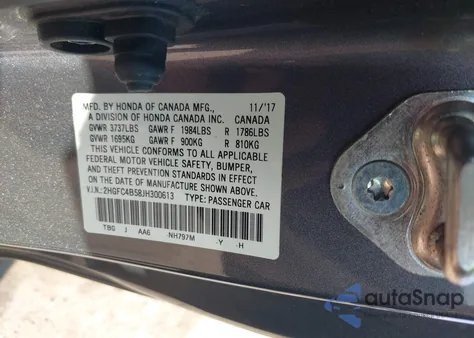 MFD. BY HONDA OF CANADA MFG., 11/'17
A DIVISION OF HONDA CANADA INC. CANADA
GVWR 3737LBS GAWR F 1984LBS R 1786LBS
GVWR 1695KG GAWR F 900KG R 810KG
THIS VEHICLE CONFORMS TO ALL APPLICABLE
FEDERAL MOTOR VEHICLE SAFETY, BUMPER,
AND THEFT PREVENTION STANDARDS IN EFFECT
ON THE DATE OF MANUFACTURE SHOWN ABOVE.
V.I.N.: 2HGFC4B58JH300613 TYPE: PASSENGER CAR
TBG J AA6 NH797M -Y -H
autoSnap